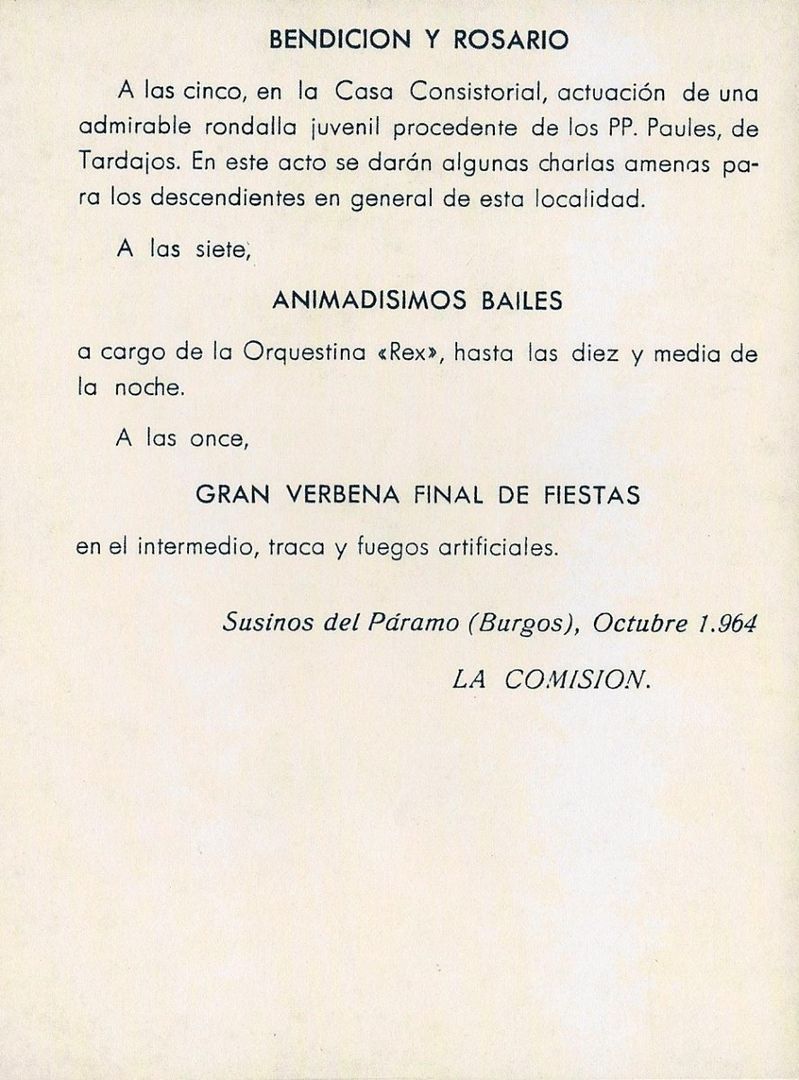 BENDICION Y ROSARIO
A las cinco, en la Casa Consistorial, actuación de una
admirable rondalla juvenil procedente de los PP. Paules, de
Tardajos. En este acto se darán algunas charlas amenas pa-
ra los descendientes en general de esta localidad.
A las siete,
ANIMADISIMOS BAILES
a cargo de la Orquestina «Rex», hasta las diez y media de
la noche.
A las once,
GRAN VERBENA FINAL DE FIESTAS
en el intermedio, traca y fuegos artificiales.
Susinos del Páramo (Burgos), Octubre 1.964
LA COMISION.